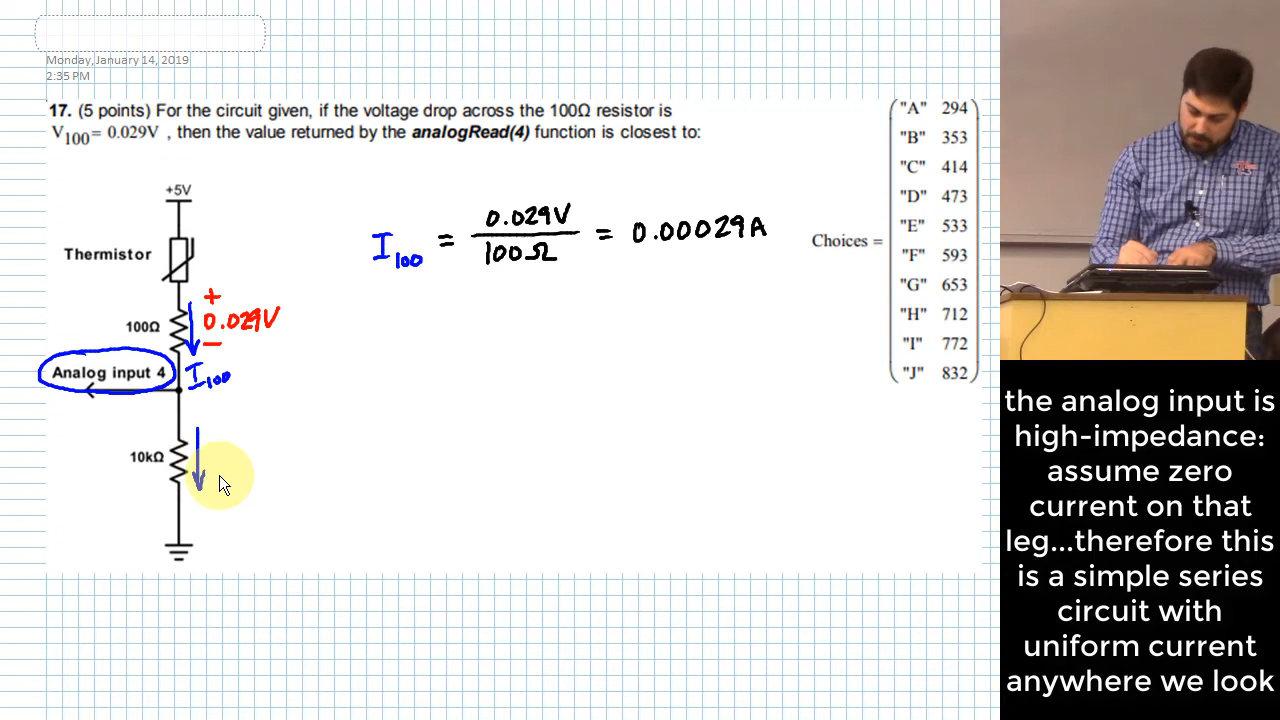 Monday, January 14, 2019
2:35 PM
17. (5 points) For the circuit given, if the voltage drop across the 100Ω resistor is
V100 = 0.029V , then the value returned by the analogRead(4) function is closest to:
+5V
Thermistor
100Ω
+
0.029V
−
Analog input 4
I100
10kΩ
I100 = 0.029V / 100Ω = 0.00029A
Choices =
"A" 294
"B" 353
"C" 414
"D" 473
"E" 533
"F" 593
"G" 653
"H" 712
"I" 772
"J" 832
the analog input is
high-impedance:
assume zero
current on that
leg...therefore this
is a simple series
circuit with
uniform current
anywhere we look